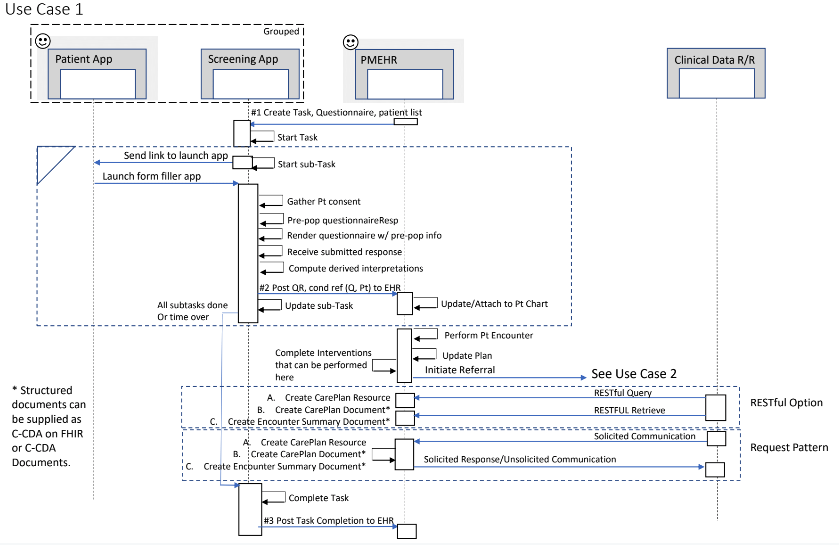 Use Case 1
Grouped
Patient App
Screening App
PMEHR
Clinical Data R/R
#1 Create Task, Questionnaire, patient list
Start Task
Send link to launch app
Start sub-Task
Launch form filler app
Gather Pt consent
Pre-pop questionnaireResp
Render questionnaire w/ pre-pop info
Receive submitted response
Compute derived interpretations
#2 Post QR, cond ref (Q, Pt) to EHR
All subtasks done
Or time over
Update sub-Task
Update/Attach to Pt Chart
Perform Pt Encounter
Complete Interventions
that can be performed
here
Update Plan
Initiate Referral
See Use Case 2
* Structured
documents can
be supplied as
C-CDA on FHIR
or C-CDA
Documents.
A. Create CarePlan Resource
B. Create CarePlan Document*
C. Create Encounter Summary Document*
RESTful Query
RESTFUL Retrieve
RESTful Option
A. Create CarePlan Resource
B. Create CarePlan Document*
C. Create Encounter Summary Document*
Solicited Communication
Solicited Response/Unsolicited Communication
Request Pattern
Complete Task
#3 Post Task Completion to EHR